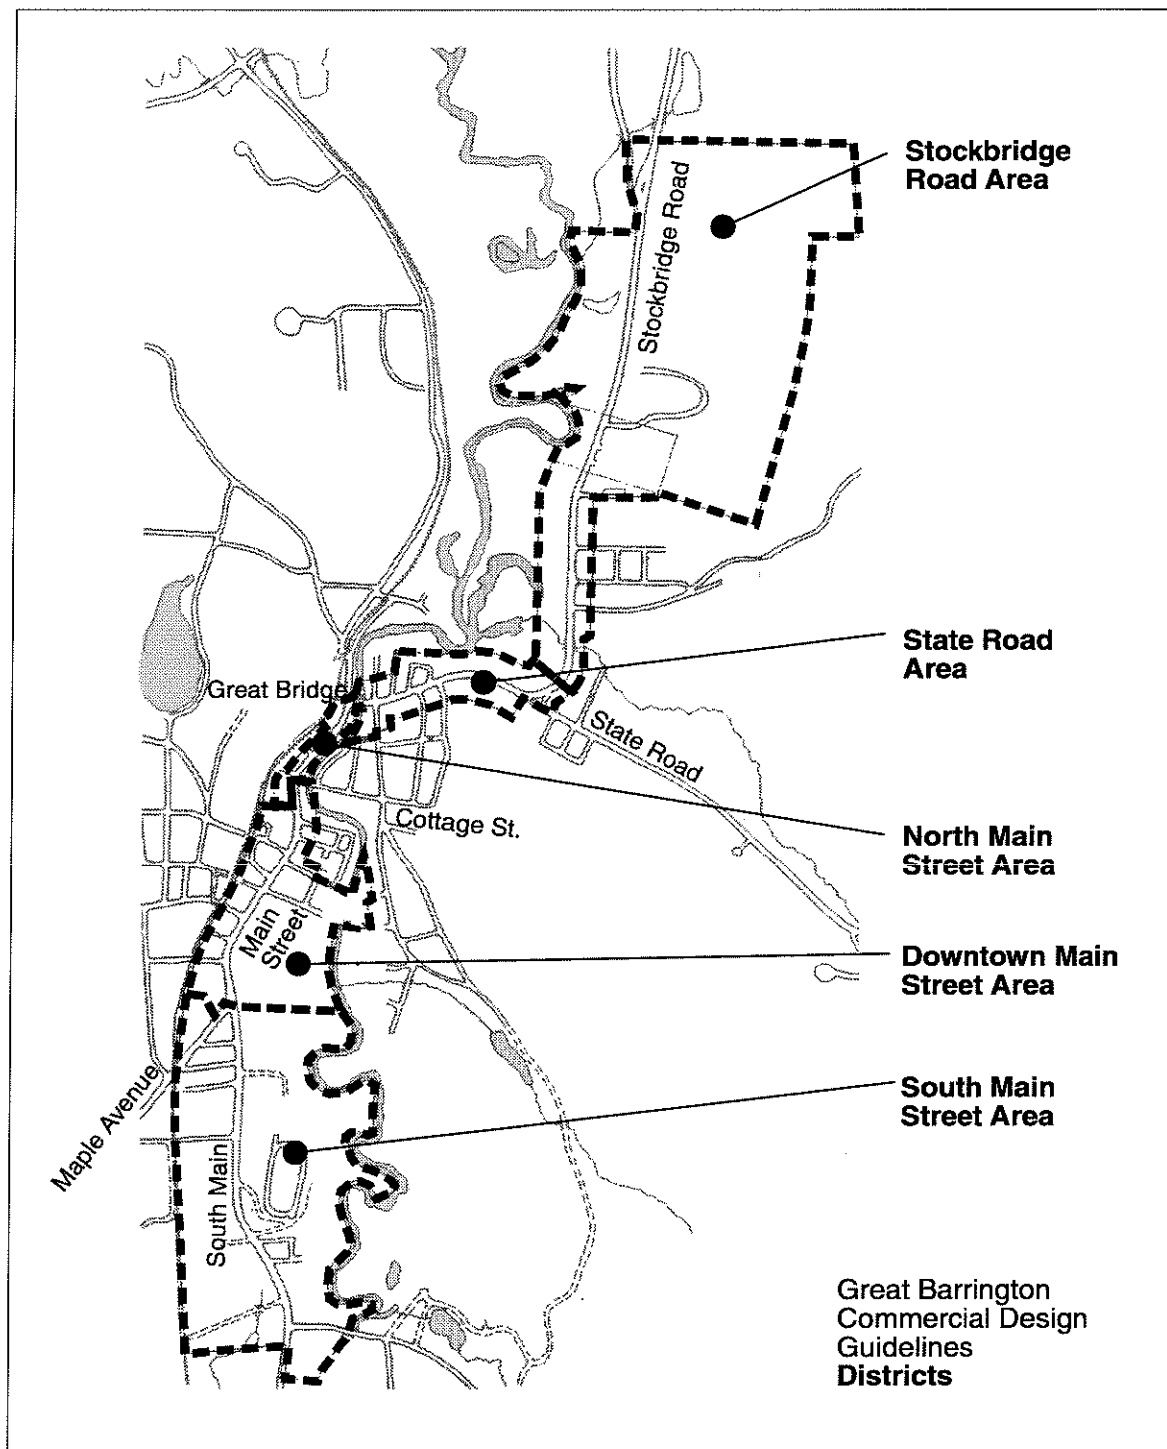 Stockbridge
Road Area
Stockbridge Road
State Road
Area
Great Bridge
State Road
North Main
Street Area
Cottage St.
Main
Street
Downtown Main
Street Area
Maple Avenue
South Main
Street Area
South Main
Great Barrington
Commercial Design
Guidelines
Districts